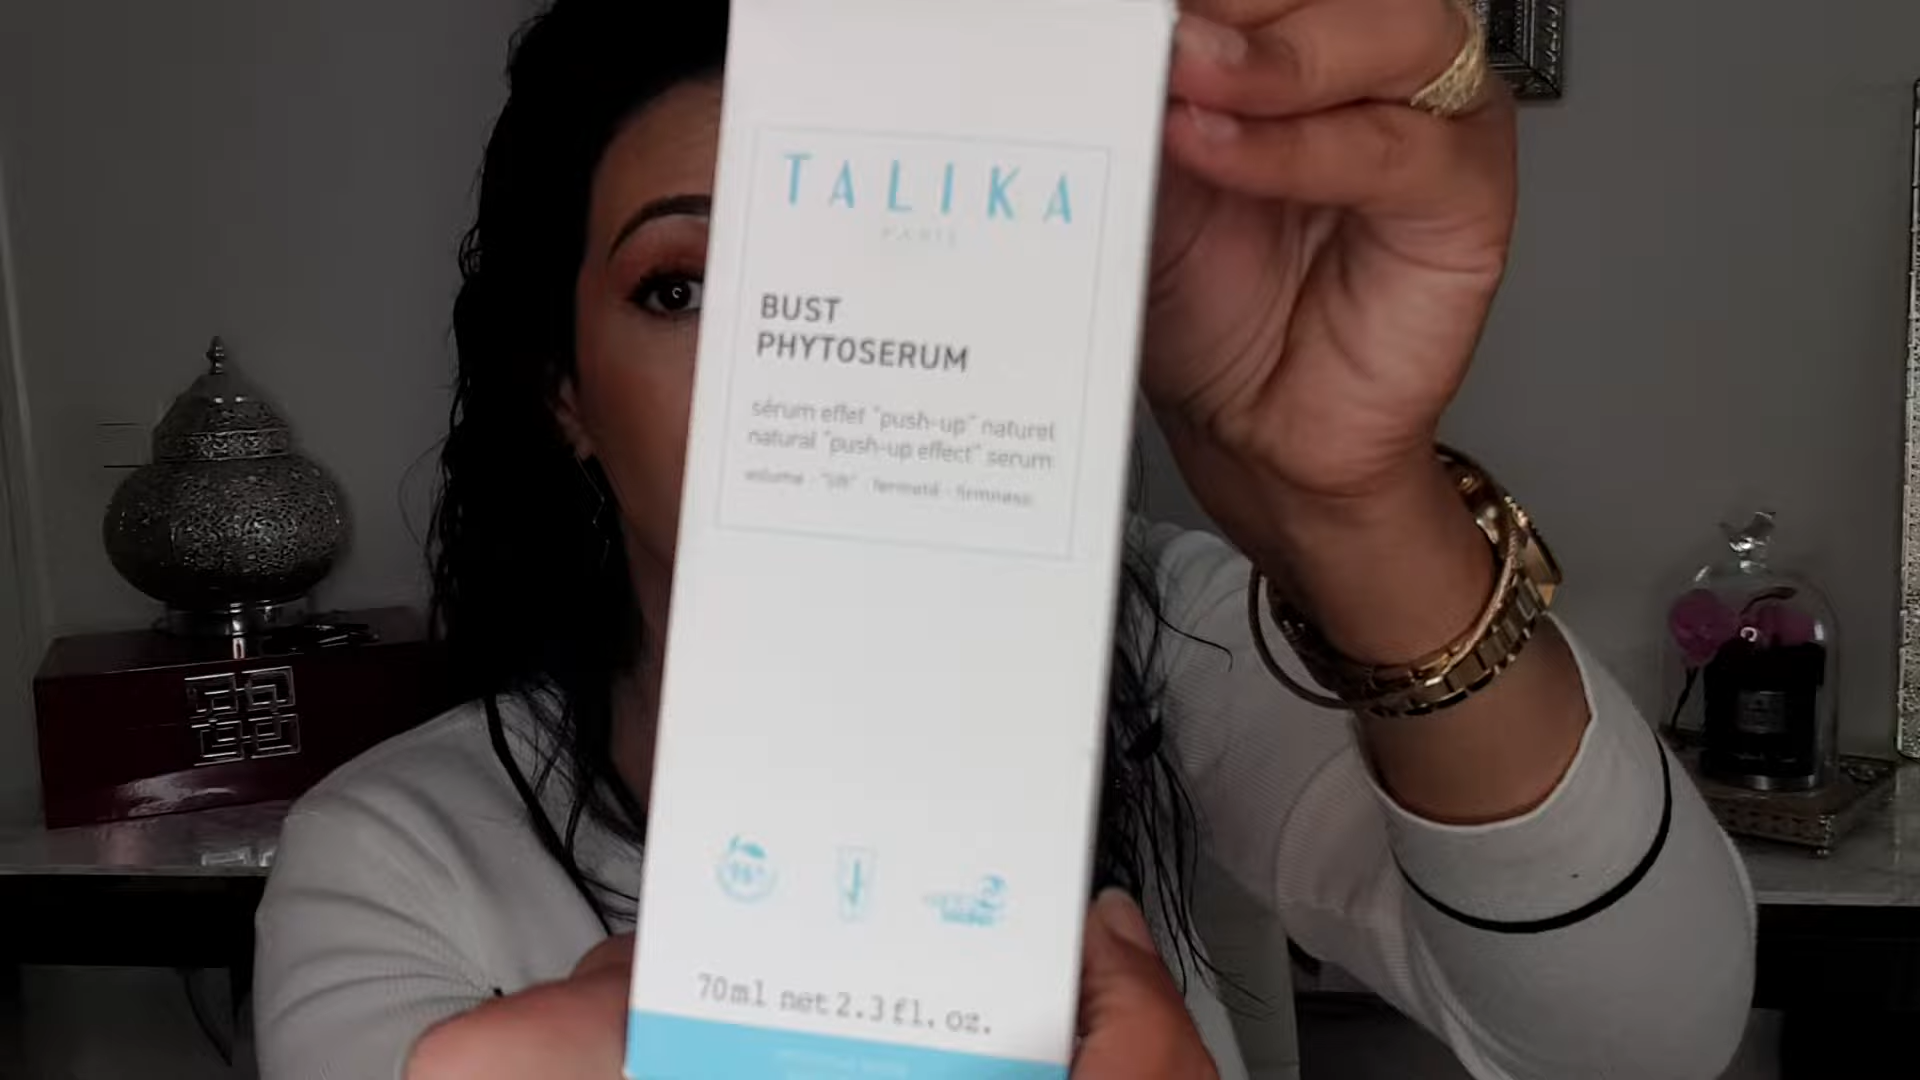 TALIKA
PARIS
BUST
PHYTOSERUM
sérum effet "push-up" naturel
natural "push-up effect" serum
volume · "lift" · fermeté · firmness
70ml net 2.3 fl. oz.